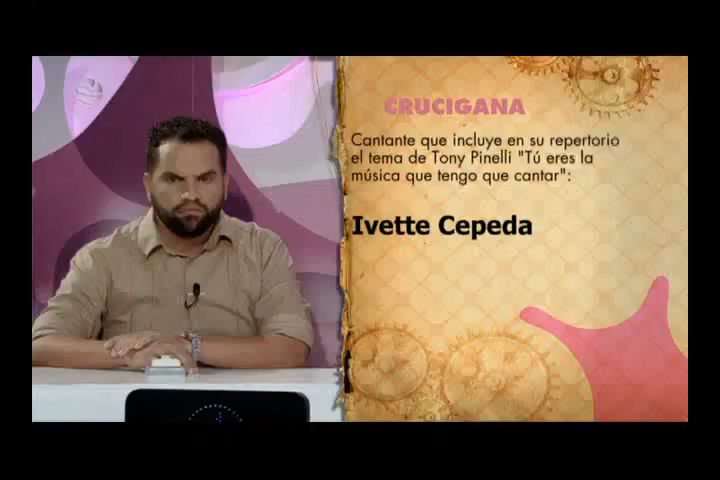 CRUCIGANA
Cantante que incluye en su repertorio
el tema de Tony Pinelli "Tú eres la
música que tengo que cantar":
Ivette Cepeda